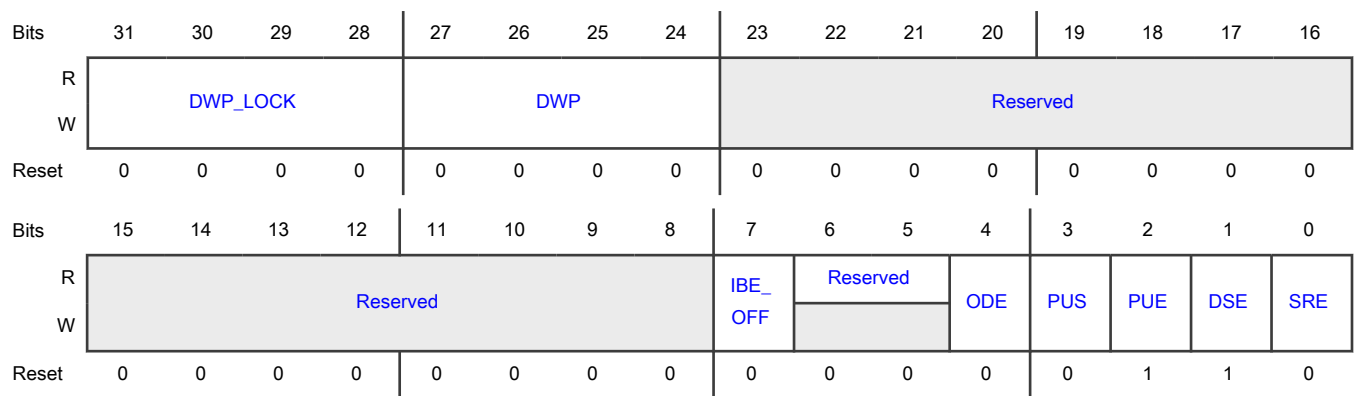 Bits 31 30 29 28 27 26 25 24 23 22 21 20 19 18 17 16
R
DWP_LOCK DWP Reserved
W
Reset 0 0 0 0 0 0 0 0 0 0 0 0 0 0 0 0
Bits 15 14 13 12 11 10 9 8 7 6 5 4 3 2 1 0
R
Reserved IBE_ OFF Reserved ODE PUS PUE DSE SRE
W
Reset 0 0 0 0 0 0 0 0 0 0 0 0 0 1 1 0